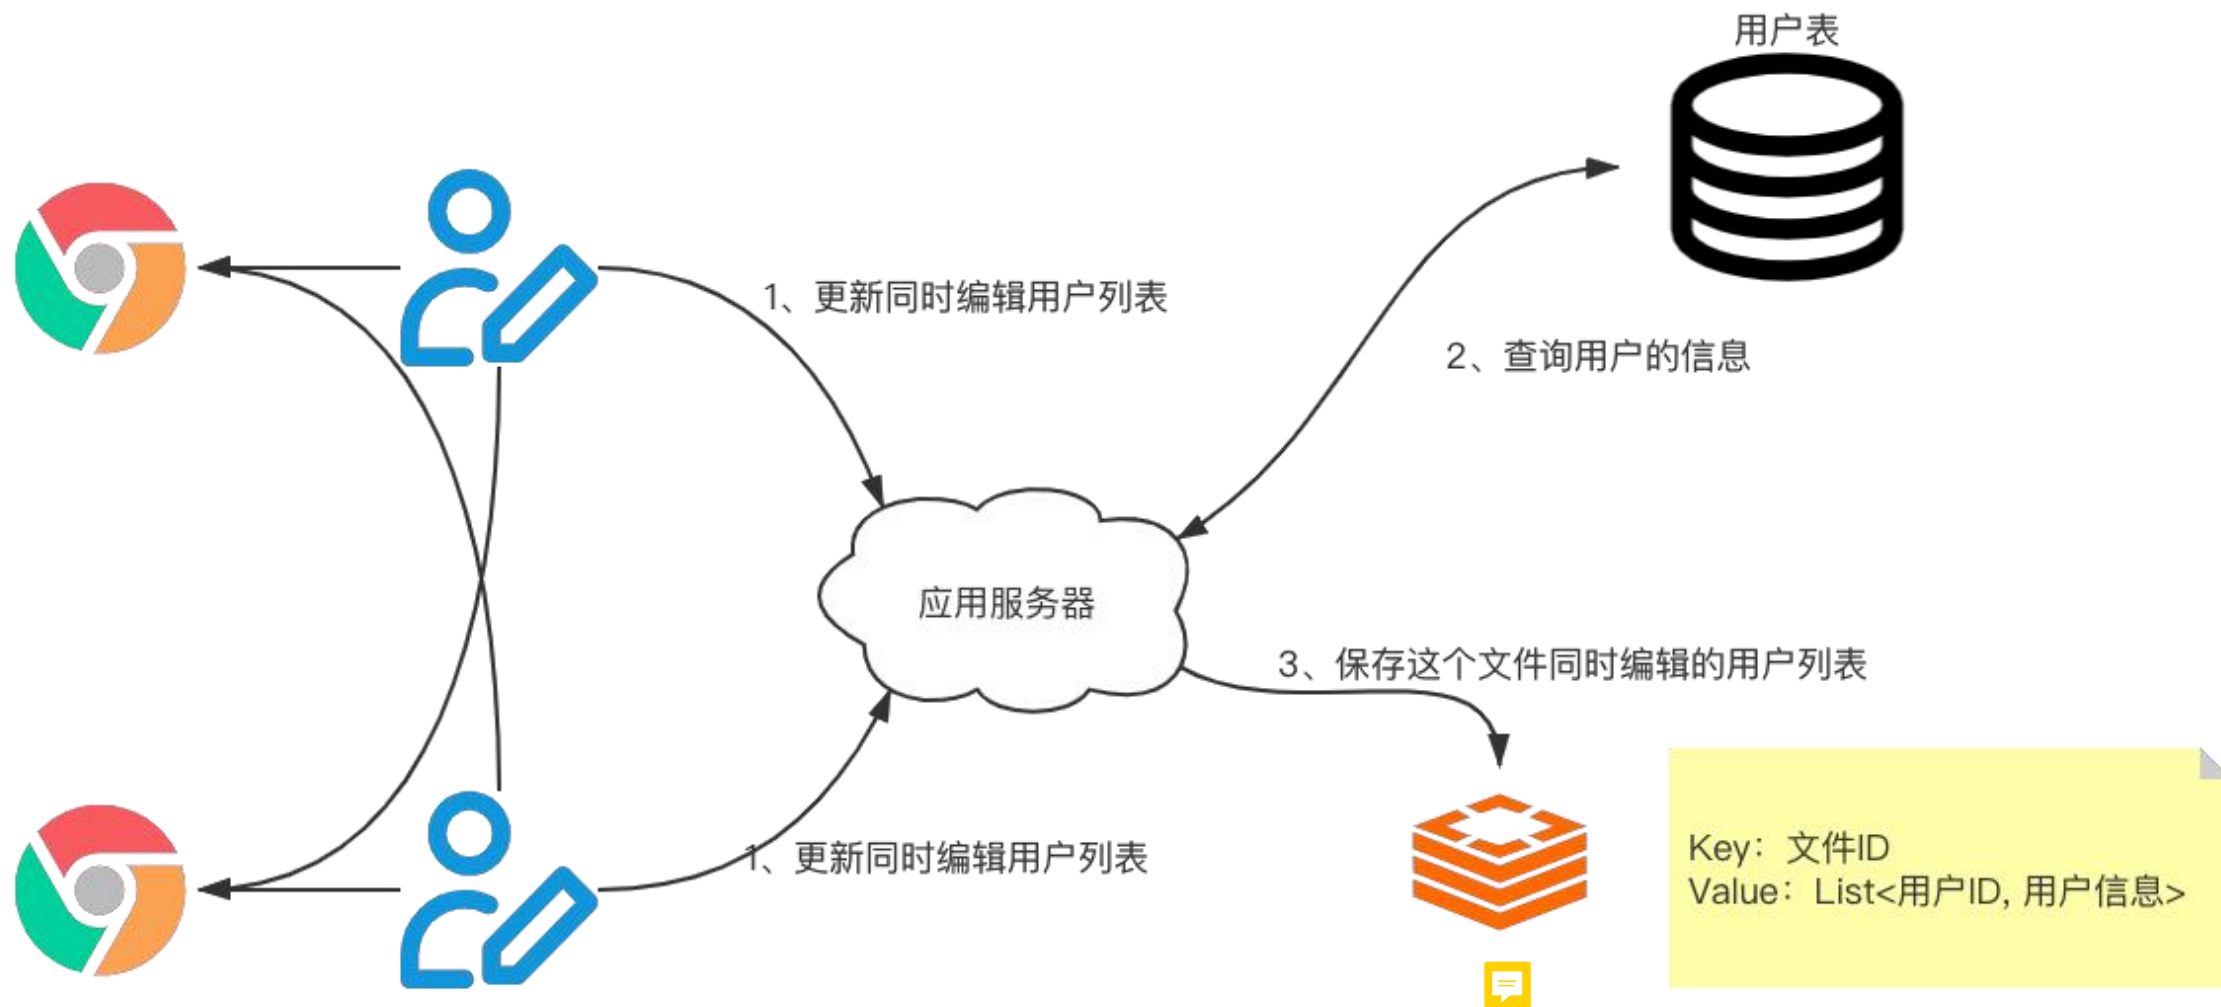 用户表
1、更新同时编辑用户列表
2、查询用户的信息
应用服务器
3、保存这个文件同时编辑的用户列表
1、更新同时编辑用户列表
Key：文件ID
Value：List<用户ID, 用户信息>